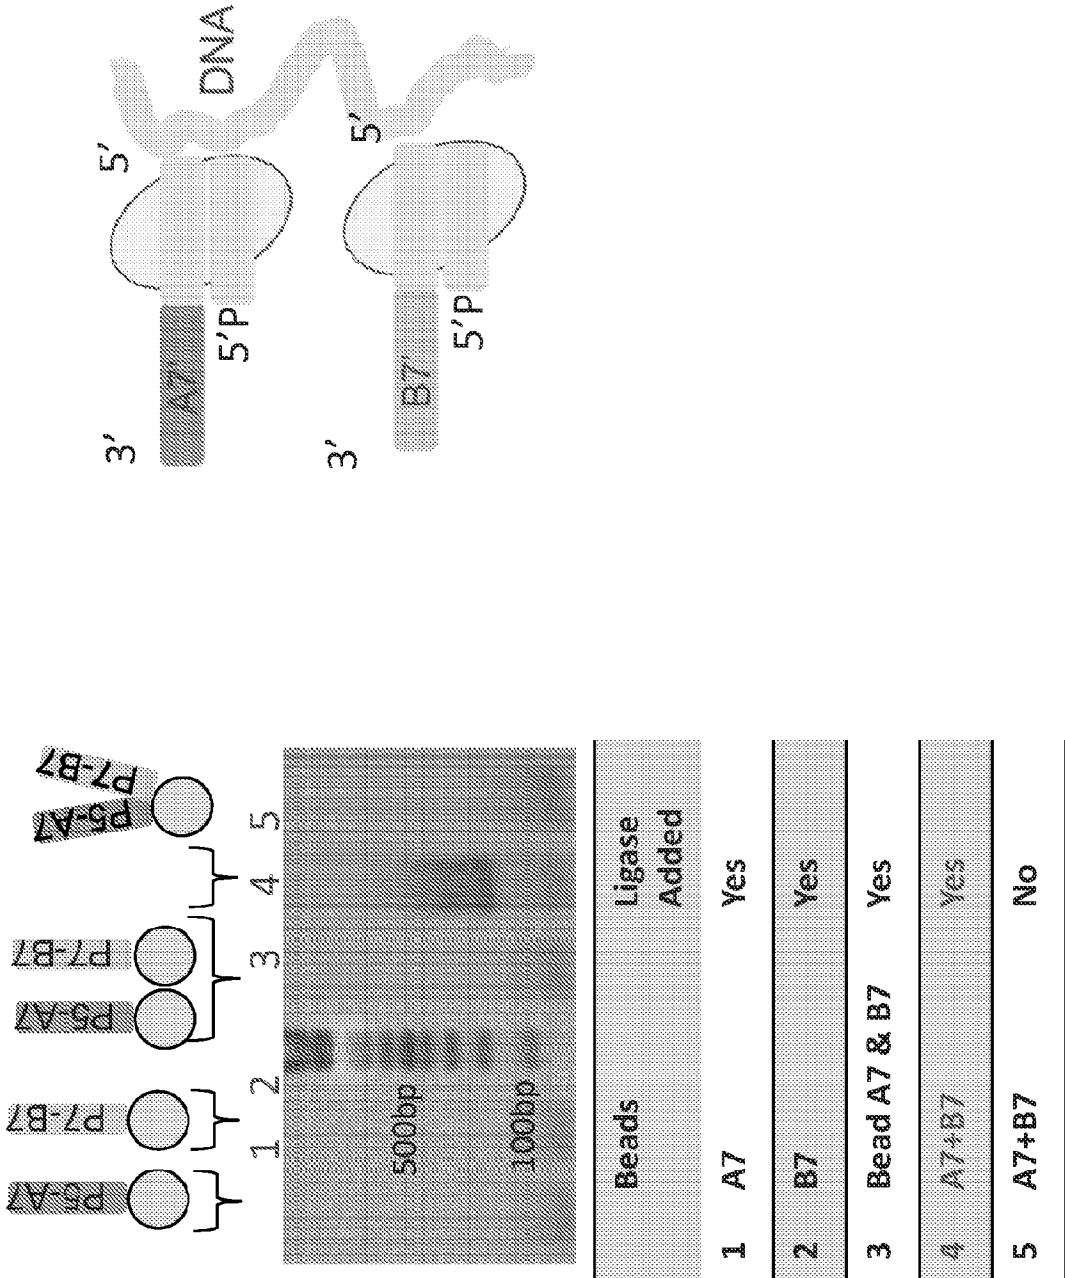 P5-A7
P7-B7
P5-A7
P7-B7
P5-A7
P7-B7
1 2 3 4 5
500bp
100bp
Beads Ligase Added
1 A7 Yes
2 B7 Yes
3 Bead A7 & B7 Yes
4 A7+B7 Yes
5 A7+B7 No
3' 5'
A7'
5'P
DNA
3' 5'
B7'
5'P